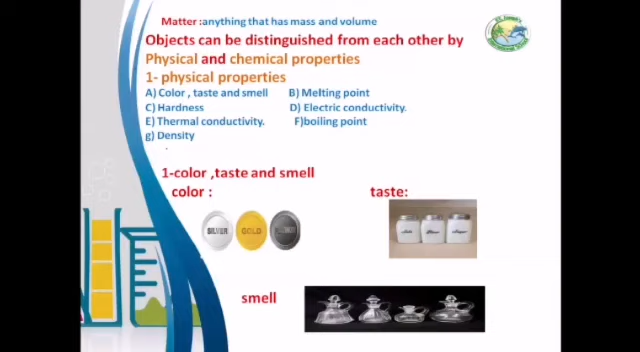 Matter :anything that has mass and volume
Objects can be distinguished from each other by
Physical and chemical properties
1- physical properties
A) Color , taste and smell B) Melting point
C) Hardness D) Electric conductivity.
E) Thermal conductivity. F)boiling point
g) Density
1-color ,taste and smell
color : taste:
SILVER GOLD
smell